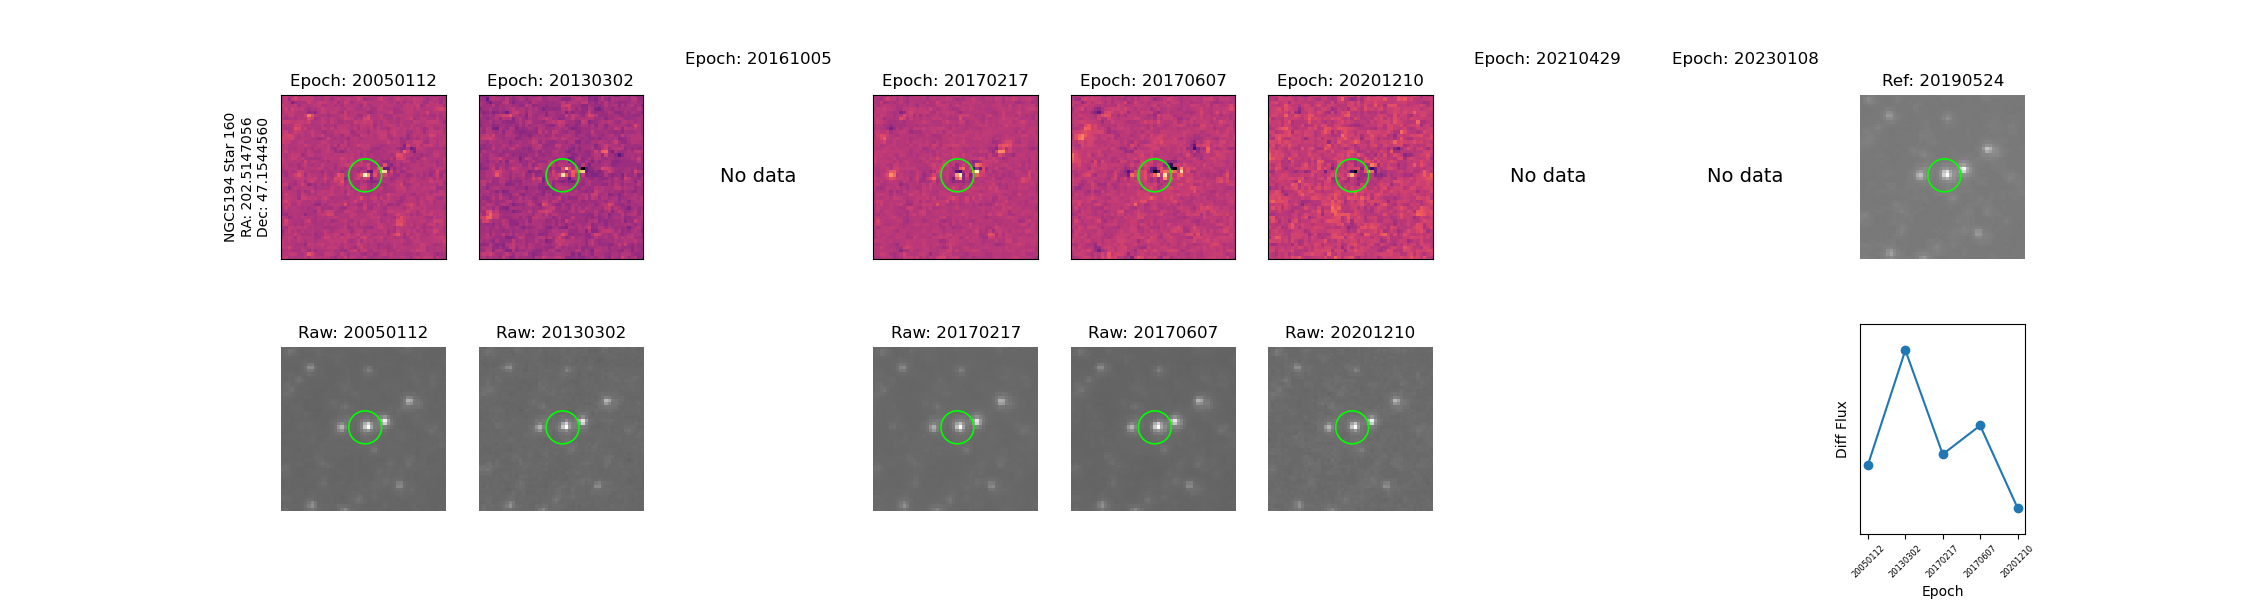 Epoch: 20050112
Epoch: 20130302
Epoch: 20161005
Epoch: 20170217
Epoch: 20170607
Epoch: 20201210
Epoch: 20210429
Epoch: 20230108
Ref: 20190524
NGC5194 Star 160
RA: 202.5147056
Dec: 47.1544560
No data
No data
No data
Raw: 20050112
Raw: 20130302
Raw: 20170217
Raw: 20170607
Raw: 20201210
Diff Flux
20050112
20130302
20170217
20170607
20201210
Epoch